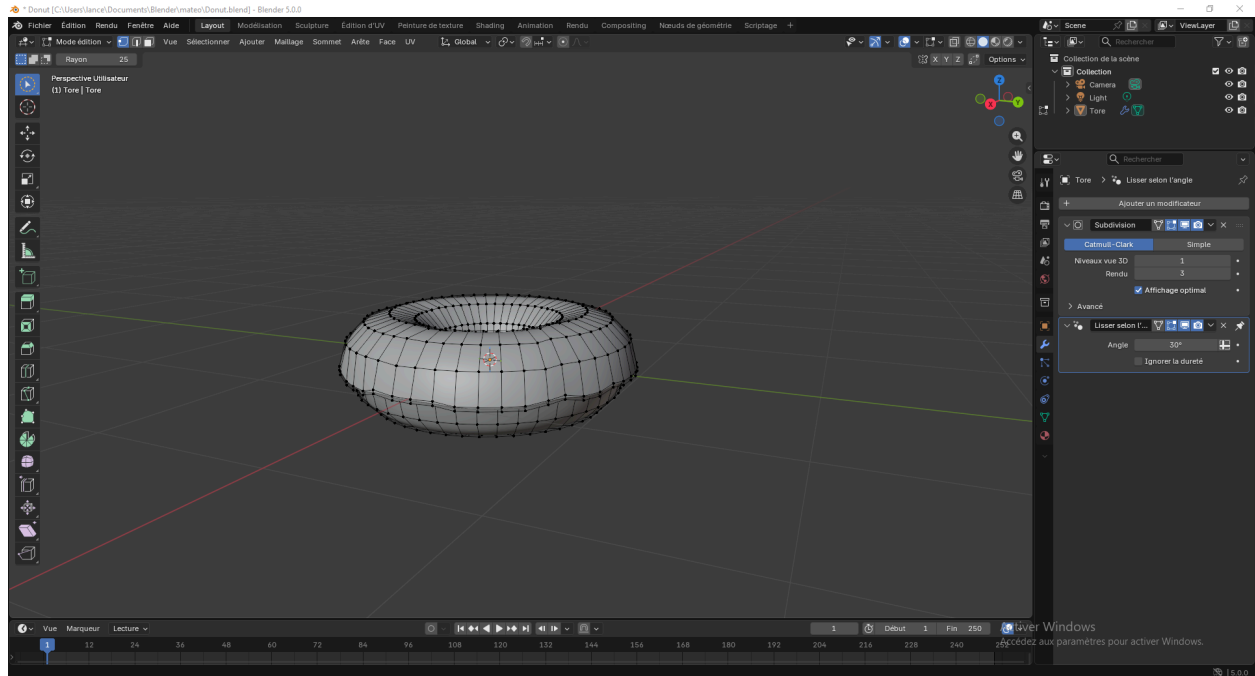 * Donut [C:\Users\lance\Documents\Blender\mateo\Donut.blend] - Blender 5.0.0
Fichier Édition Rendu Fenêtre Aide Layout Modélisation Sculpture Édition d'UV Peinture de texture Shading Animation Rendu Compositing Nœuds de géométrie Scriptage + Scene ViewLayer
Mode édition Vue Sélectionner Ajouter Maillage Sommet Arête Face UV Global Rechercher
Rayon 25 X Y Z Options
Perspective Utilisateur
(1) Tore | Tore
Z
X Y
Collection de la scène
Collection
Camera
Light
Tore
Rechercher
Tore > Lisser selon l'angle
+ Ajouter un modificateur
Subdivision
Catmull-Clark Simple
Niveaux vue 3D 1
Rendu 3
Affichage optimal
Avancé
Lisser selon l'...
Angle 30°
Ignorer la dureté
Vue Marqueur Lecture 1 Début 1 Fin 250
1 12 24 36 48 60 72 84 96 108 120 132 144 156 168 180 192 204 216 228 240 252
Activer Windows
Accédez aux paramètres pour activer Windows.
5.0.0